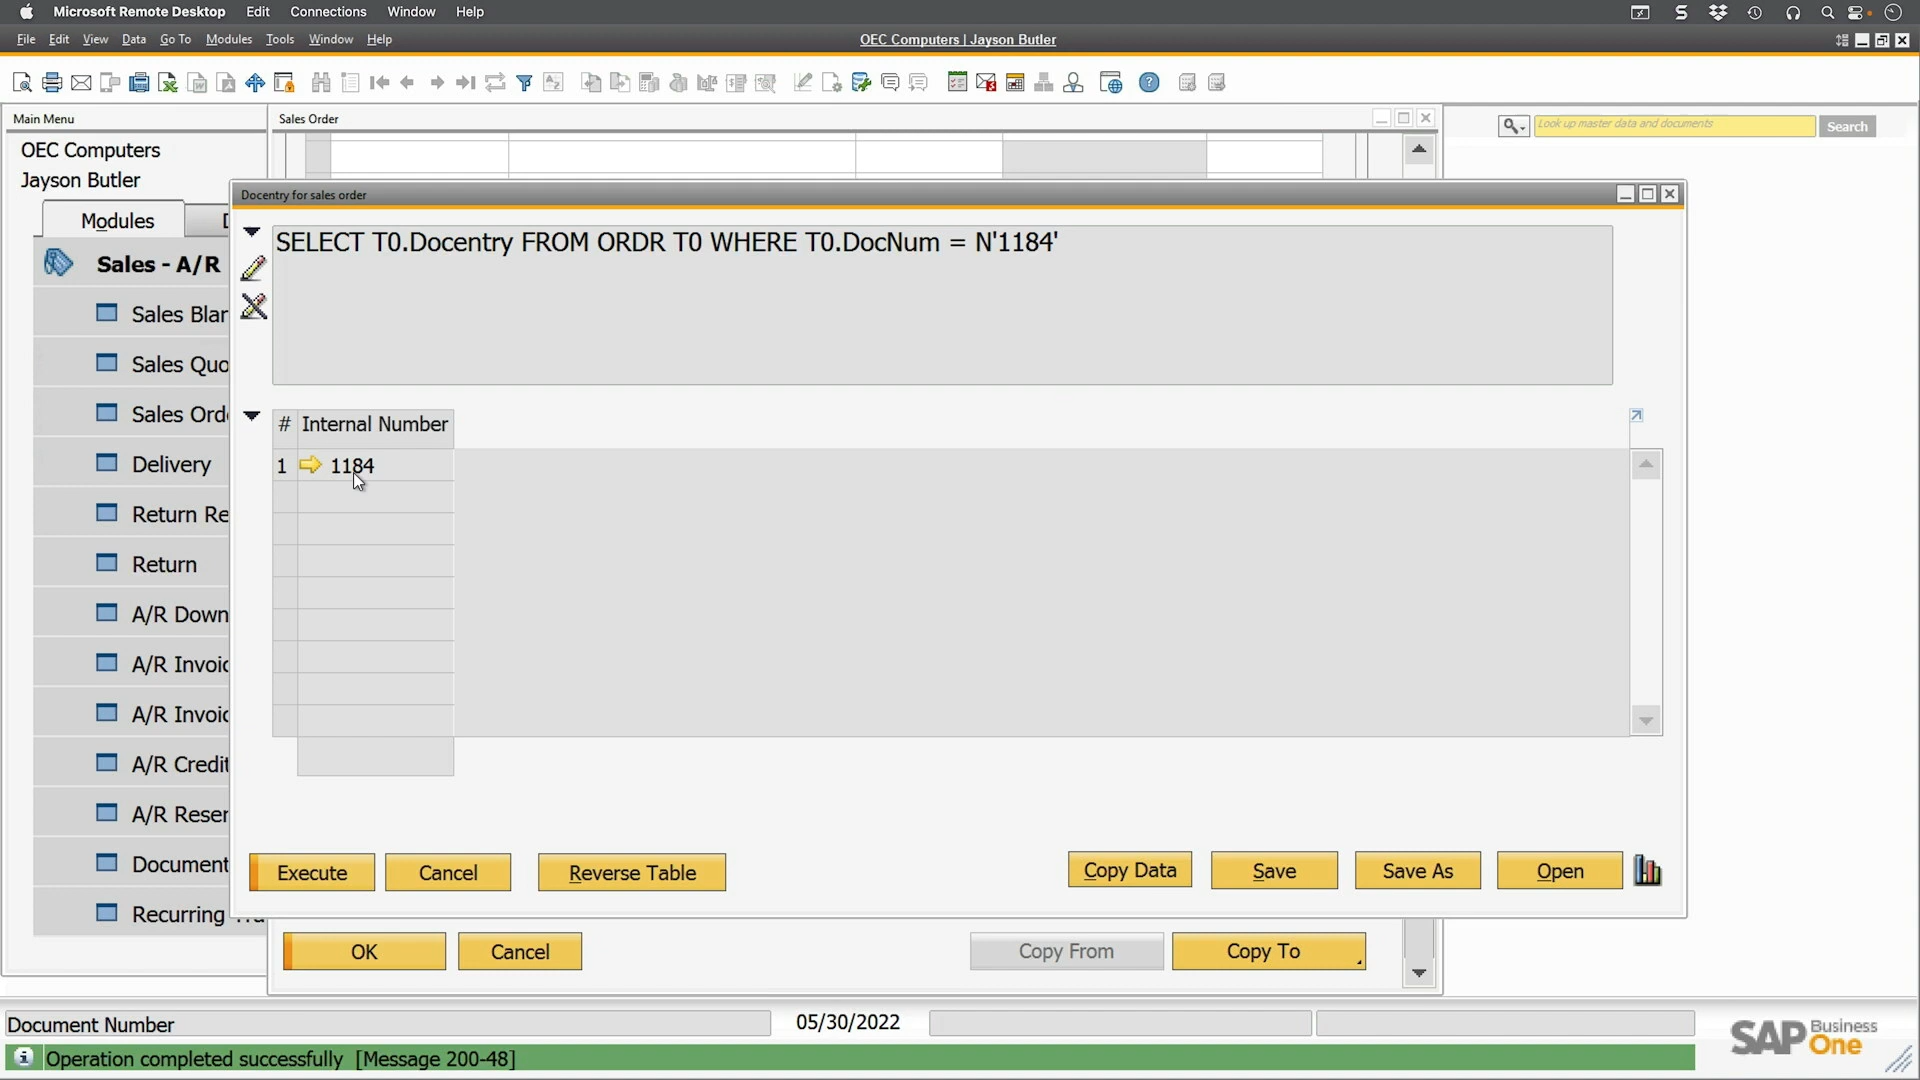 Microsoft Remote Desktop Edit Connections Window Help
File Edit View Data Go To Modules Tools Window Help
OEC Computers | Jayson Butler
Main Menu
Sales Order
Look up master data and documents
Search
OEC Computers
Jayson Butler
Modules
Docentry for sales order
SELECT T0.Docentry FROM ORDR T0 WHERE T0.DocNum = N'1184'
Sales - A/R
Sales Blan
Sales Quo
Sales Orde
Delivery
Return Re
Return
A/R Down
A/R Invoic
A/R Invoic
A/R Credit
A/R Reser
Document
Recurring
# Internal Number
1 1184
Execute
Cancel
Reverse Table
Copy Data
Save
Save As
Open
OK
Cancel
Copy From
Copy To
Document Number
05/30/2022
Operation completed successfully [Message 200-48]
SAP Business One